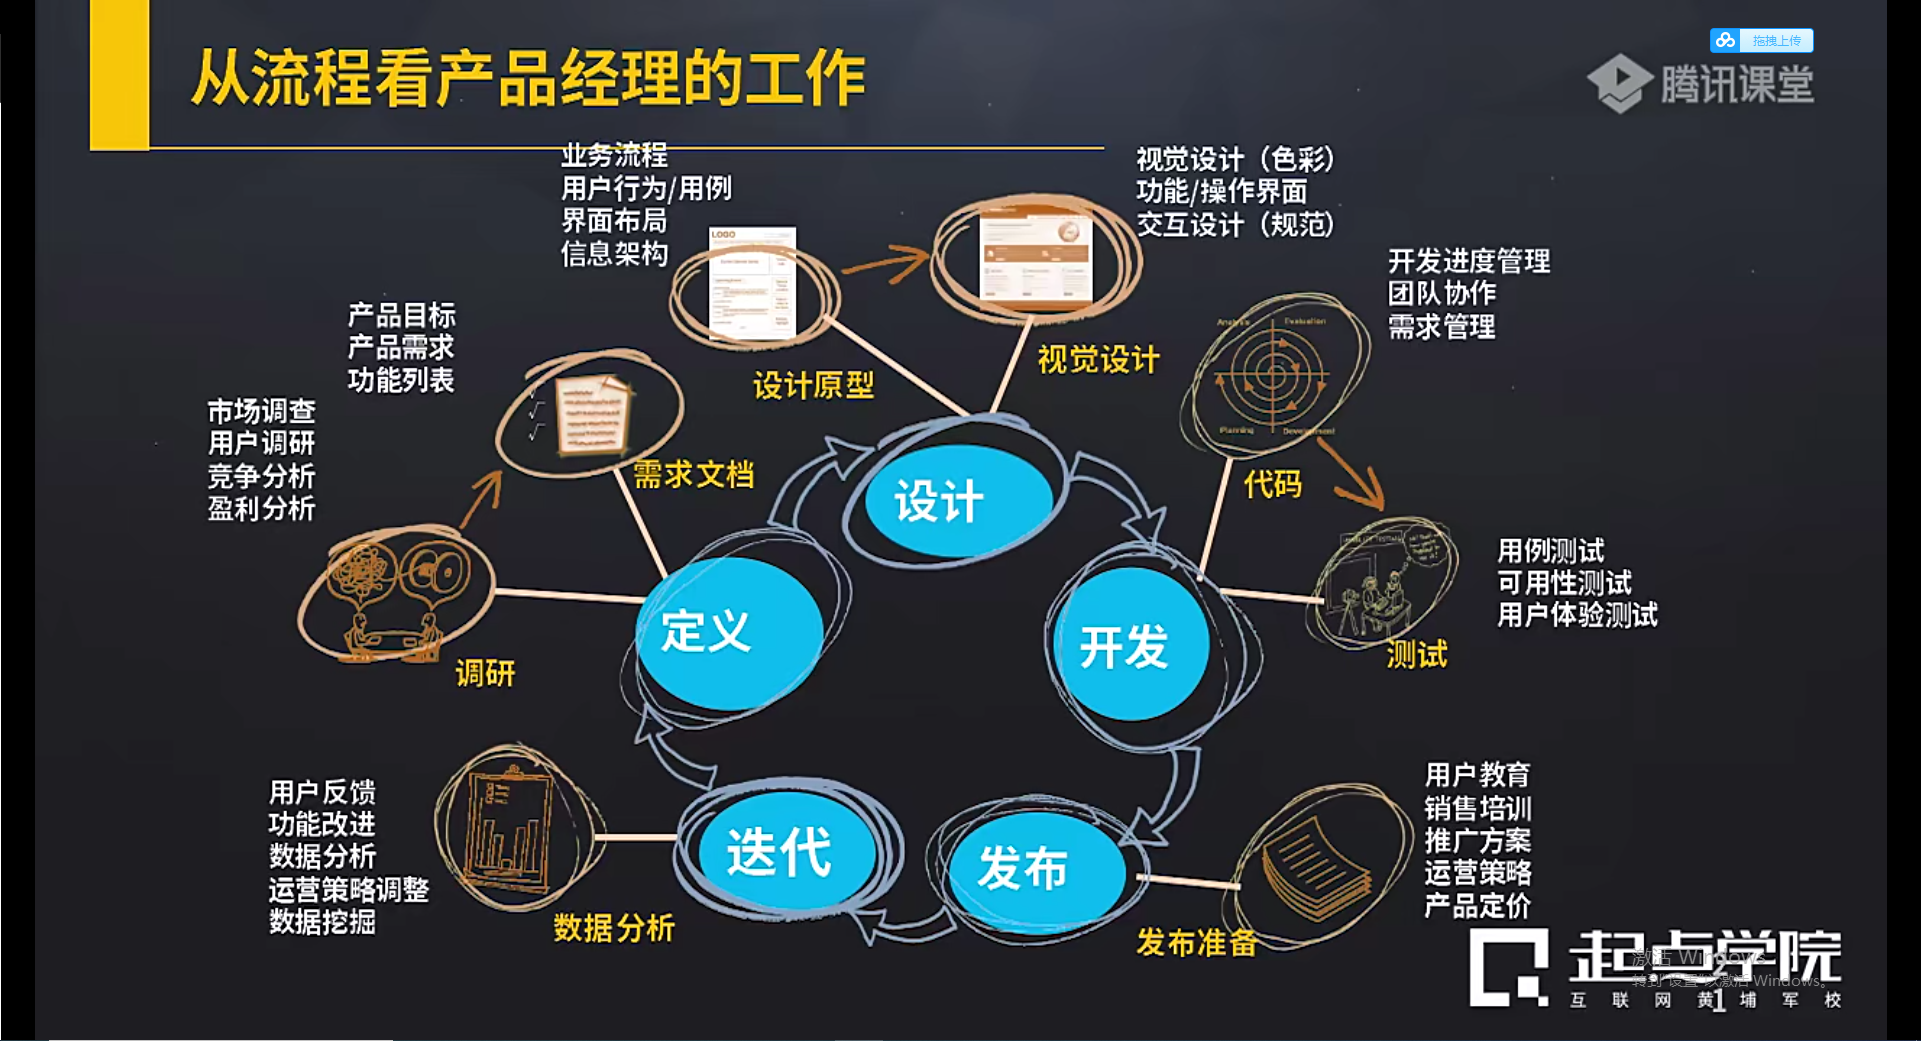 从流程看产品经理的工作
拖拽上传
腾讯课堂
业务流程
用户行为/用例
界面布局
信息架构
视觉设计（色彩）
功能/操作界面
交互设计（规范）
开发进度管理
团队协作
需求管理
产品目标
产品需求
功能列表
市场调查
用户调研
竞争分析
盈利分析
LOGO
设计原型
视觉设计
Analysis
Evaluation
Planning
Development
需求文档
代码
设计
定义
开发
调研
测试
用例测试
可用性测试
用户体验测试
用户反馈
功能改进
数据分析
运营策略调整
数据挖掘
数据分析
迭代
发布
发布准备
用户教育
销售培训
推广方案
运营策略
产品定价
起点学院
互联网黄埔军校
激活 Windows
转到"设置"以激活 Windows。